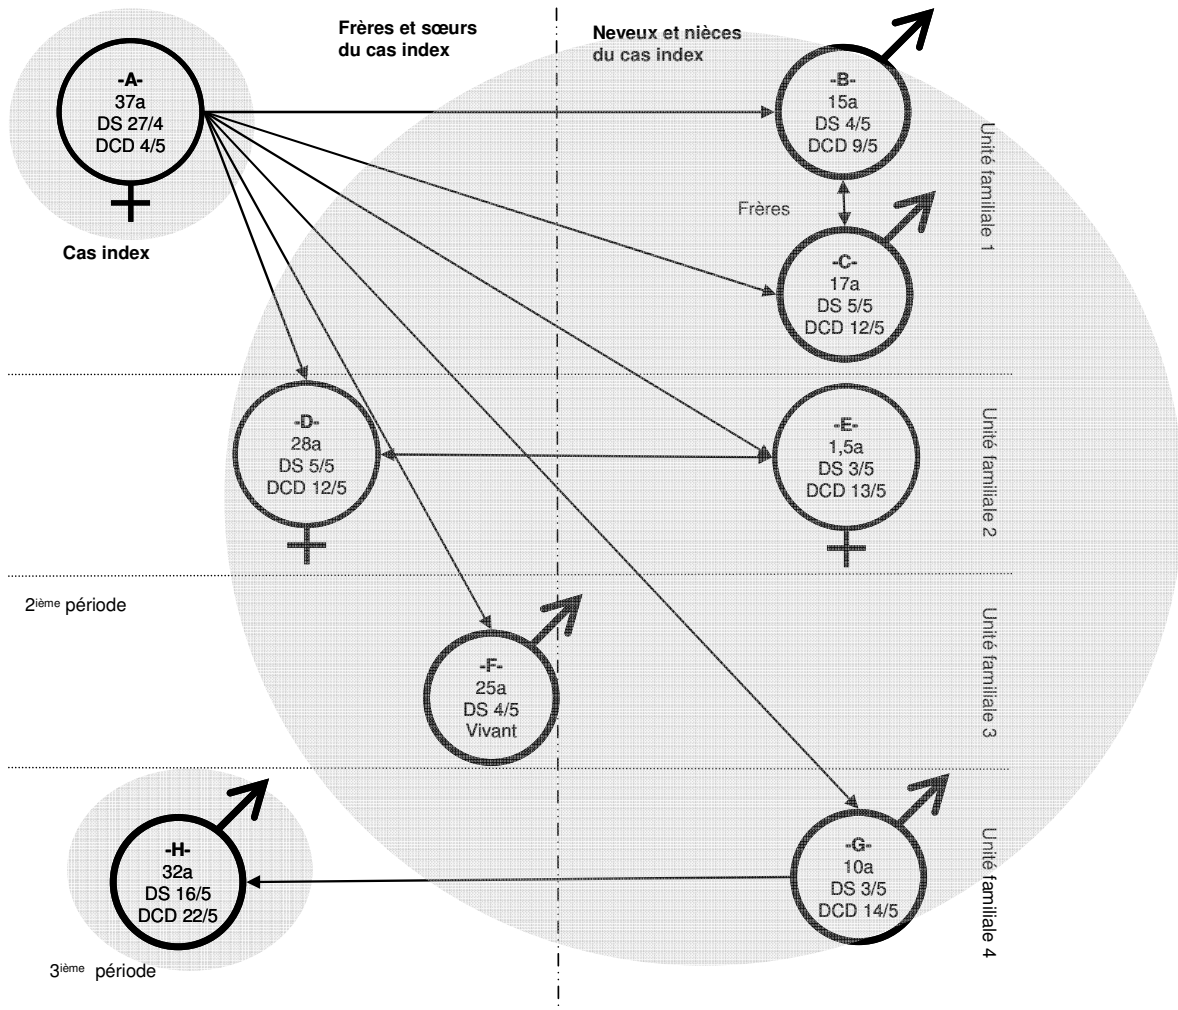 Frères et sœurs
du cas index
Neveux et nièces
du cas index
-A-
37a
DS 27/4
DCD 4/5
Cas index
-B-
15a
DS 4/5
DCD 9/5
Frères
-C-
17a
DS 5/5
DCD 12/5
Unité familiale 1
-D-
28a
DS 5/5
DCD 12/5
-E-
1,5a
DS 3/5
DCD 13/5
Unité familiale 2
2ième période
-F-
25a
DS 4/5
Vivant
Unité familiale 3
-H-
32a
DS 16/5
DCD 22/5
-G-
10a
DS 3/5
DCD 14/5
Unité familiale 4
3ième période